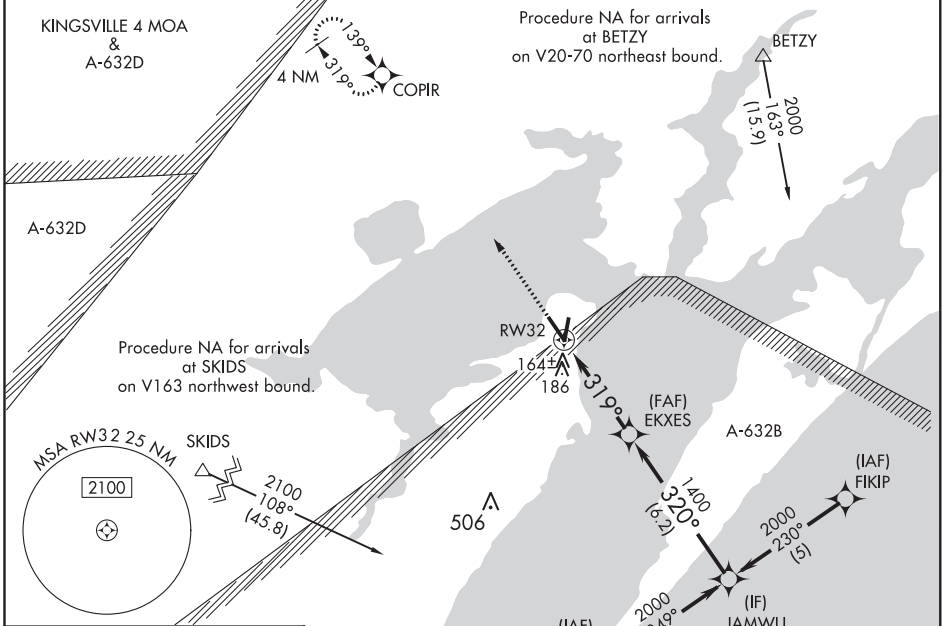 KINGSVILLE 4 MOA
&
A-632D
139°
319°
4 NM
COPIR
Procedure NA for arrivals
at BETZY
on V20-70 northeast bound.
BETZY
2000
163°
(15.9)
A-632D
RW32
164±
186
319°
(FAF)
EKXES
A-632B
Procedure NA for arrivals
at SKIDS
on V163 northwest bound.
MSA RW32 25 NM
2100
SKIDS
2100
108°
(45.8)
506
1400
320°
(6.2)
(IAF)
FIKIP
2000
230°
(5)
2000
(IF)
(IAF)